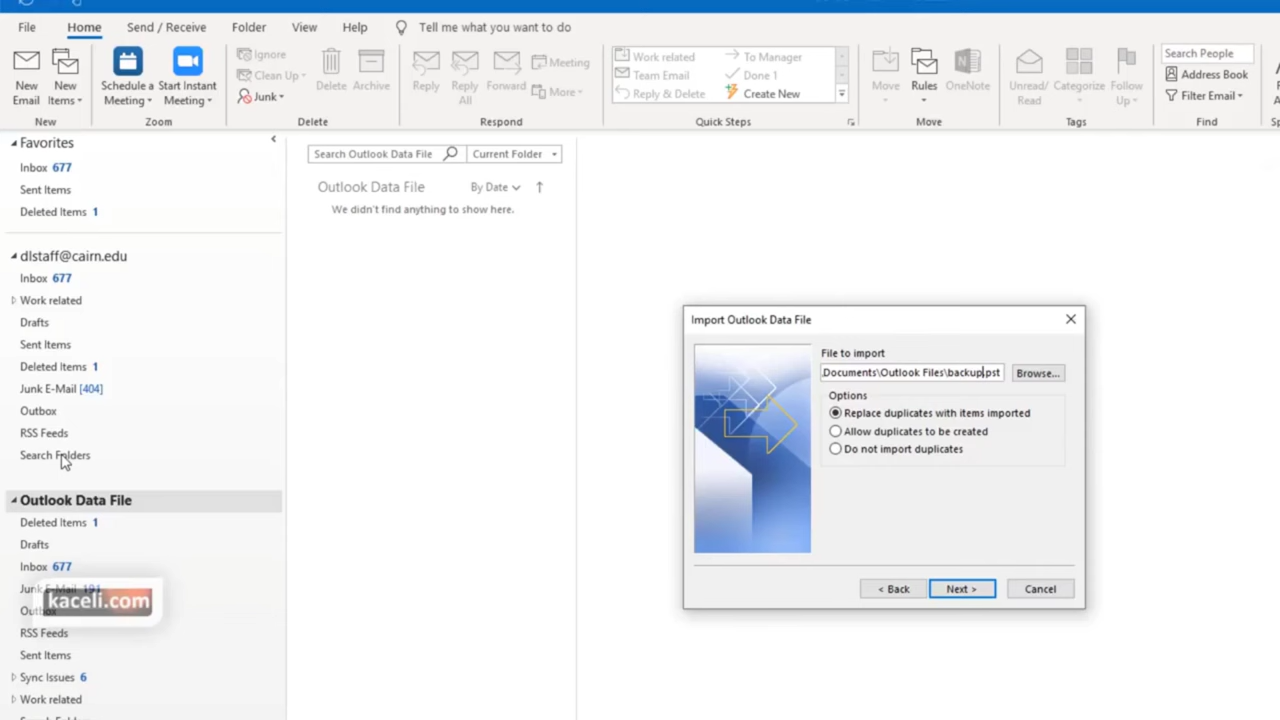 File Home Send / Receive Folder View Help Tell me what you want to do
New Email
New Items
New
Schedule a Meeting
Start Instant Meeting
Zoom
Ignore
Clean Up
Junk
Delete
Archive
Delete
Reply
Reply All
Forward
Meeting
More
Respond
Work related
Team Email
Reply & Delete
To Manager
Done 1
Create New
Quick Steps
Move
Rules
OneNote
Move
Unread/ Read
Categorize
Follow Up
Tags
Search People
Address Book
Filter Email
Find
Favorites
Inbox 677
Sent Items
Deleted Items 1
dlstaff@cairn.edu
Inbox 677
Work related
Drafts
Sent Items
Deleted Items 1
Junk E-Mail [404]
Outbox
RSS Feeds
Search Folders
Outlook Data File
Deleted Items 1
Drafts
Inbox 677
Junk E-Mail 191
kaceli.com
Outbox
RSS Feeds
Sent Items
Sync Issues 6
Work related
Search Outlook Data File
Current Folder
Outlook Data File
By Date
We didn't find anything to show here.
Import Outlook Data File
File to import
Documents\Outlook Files\backup.pst
Browse...
Options
Replace duplicates with items imported
Allow duplicates to be created
Do not import duplicates
< Back
Next >
Cancel